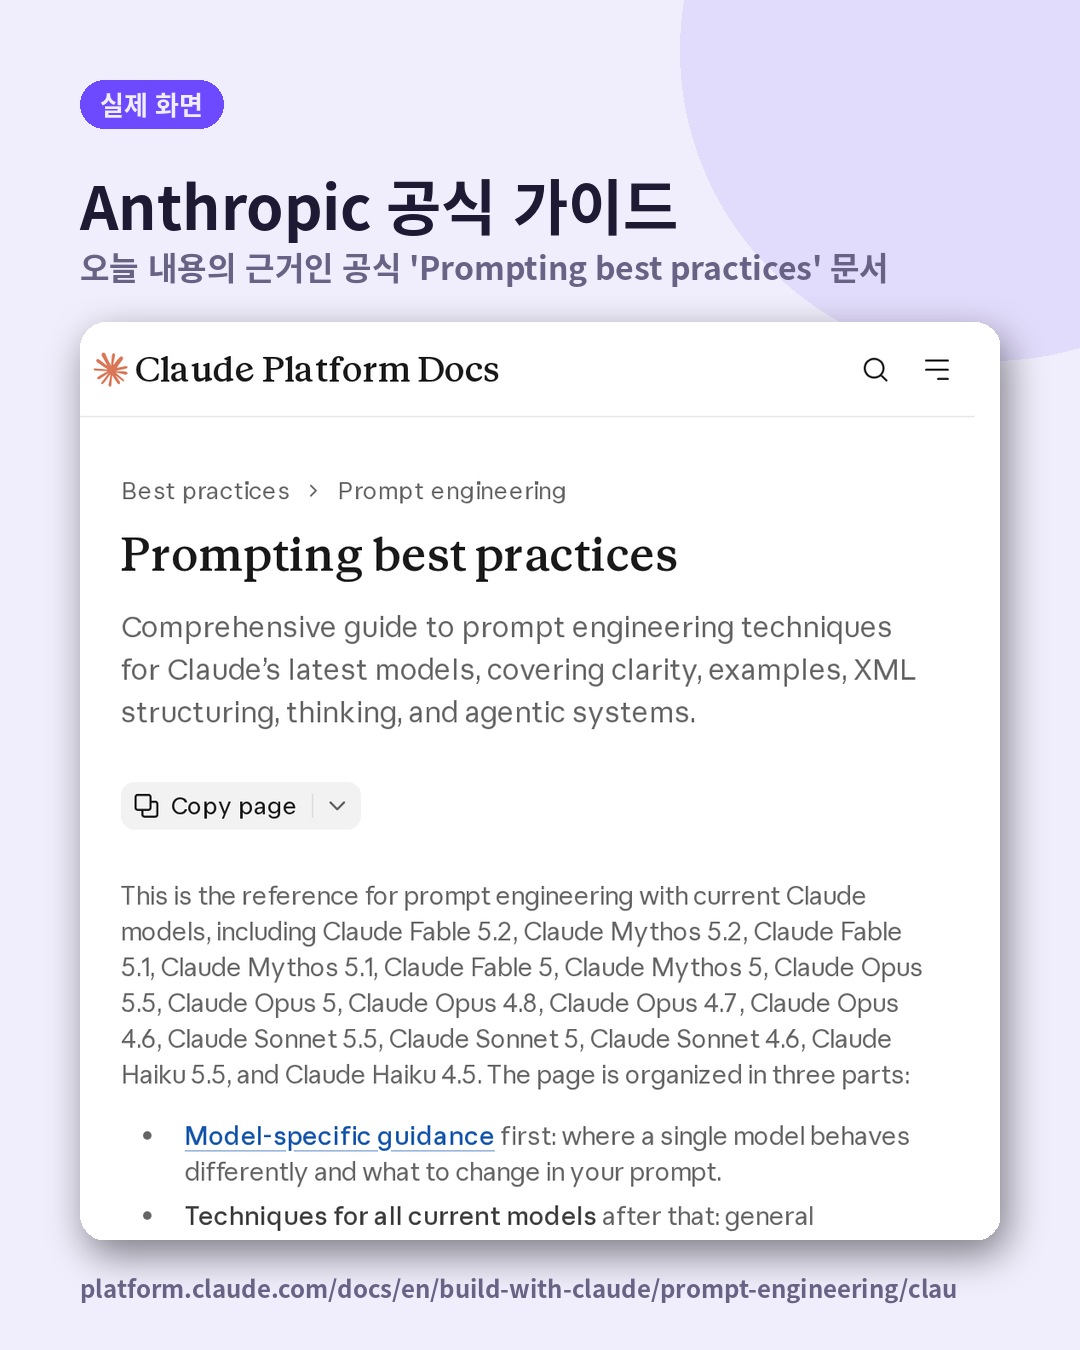 실제 화면
Anthropic 공식 가이드
오늘 내용의 근거인 공식 'Prompting best practices' 문서
Claude Platform Docs
Best practices > Prompt engineering
Prompting best practices
Comprehensive guide to prompt engineering techniques
for Claude’s latest models, covering clarity, examples, XML
structuring, thinking, and agentic systems.
Copy page
This is the reference for prompt engineering with current Claude
models, including Claude Fable 5.2, Claude Mythos 5.2, Claude Fable
5.1, Claude Mythos 5.1, Claude Fable 5, Claude Mythos 5, Claude Opus
5.5, Claude Opus 5, Claude Opus 4.8, Claude Opus 4.7, Claude Opus
4.6, Claude Sonnet 5.5, Claude Sonnet 5, Claude Sonnet 4.6, Claude
Haiku 5.5, and Claude Haiku 4.5. The page is organized in three parts:
• Model-specific guidance first: where a single model behaves
differently and what to change in your prompt.
• Techniques for all current models after that: general
platform.claude.com/docs/en/build-with-claude/prompt-engineering/clau